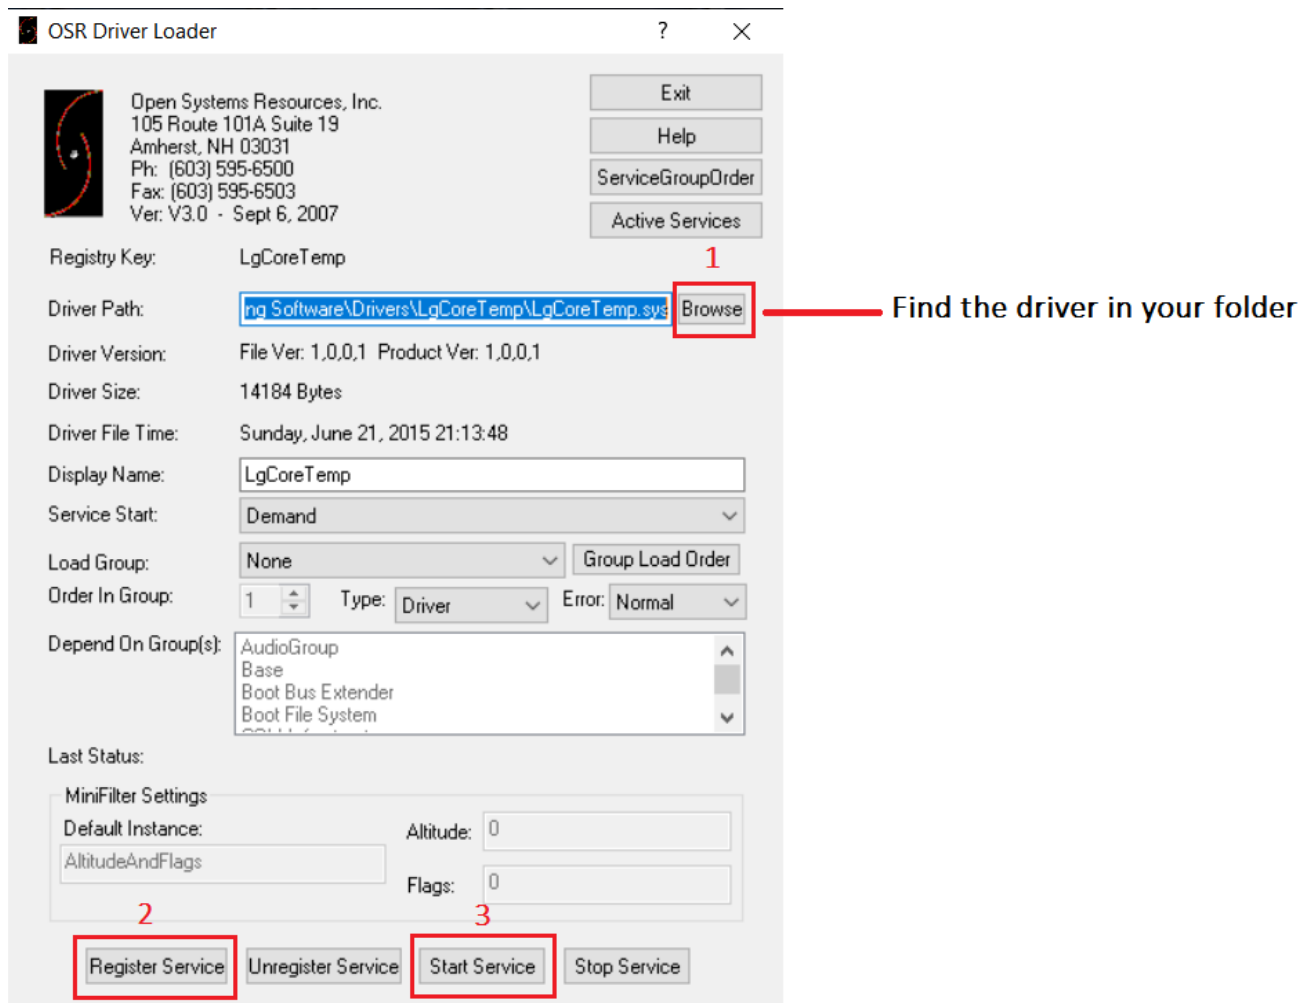 OSR Driver Loader
?
Open Systems Resources, Inc.
105 Route 101A Suite 19
Amherst, NH 03031
Ph: (603) 595-6500
Fax: (603) 595-6503
Ver: V3.0 - Sept 6, 2007
Exit
Help
ServiceGroupOrder
Active Services
1
Registry Key: LgCoreTemp
Driver Path: ng Software\Drivers\LgCoreTemp\LgCoreTemp.sys Browse
Find the driver in your folder
Driver Version: File Ver: 1,0,0,1 Product Ver: 1,0,0,1
Driver Size: 14184 Bytes
Driver File Time: Sunday, June 21, 2015 21:13:48
Display Name: LgCoreTemp
Service Start: Demand
Load Group: None Group Load Order
Order In Group: 1 Type: Driver Error: Normal
Depend On Group(s): AudioGroup
Base
Boot Bus Extender
Boot File System
Last Status:
MiniFilter Settings
Default Instance:
AltitudeAndFlags
Altitude: 0
Flags: 0
2
3
Register Service Unregister Service Start Service Stop Service